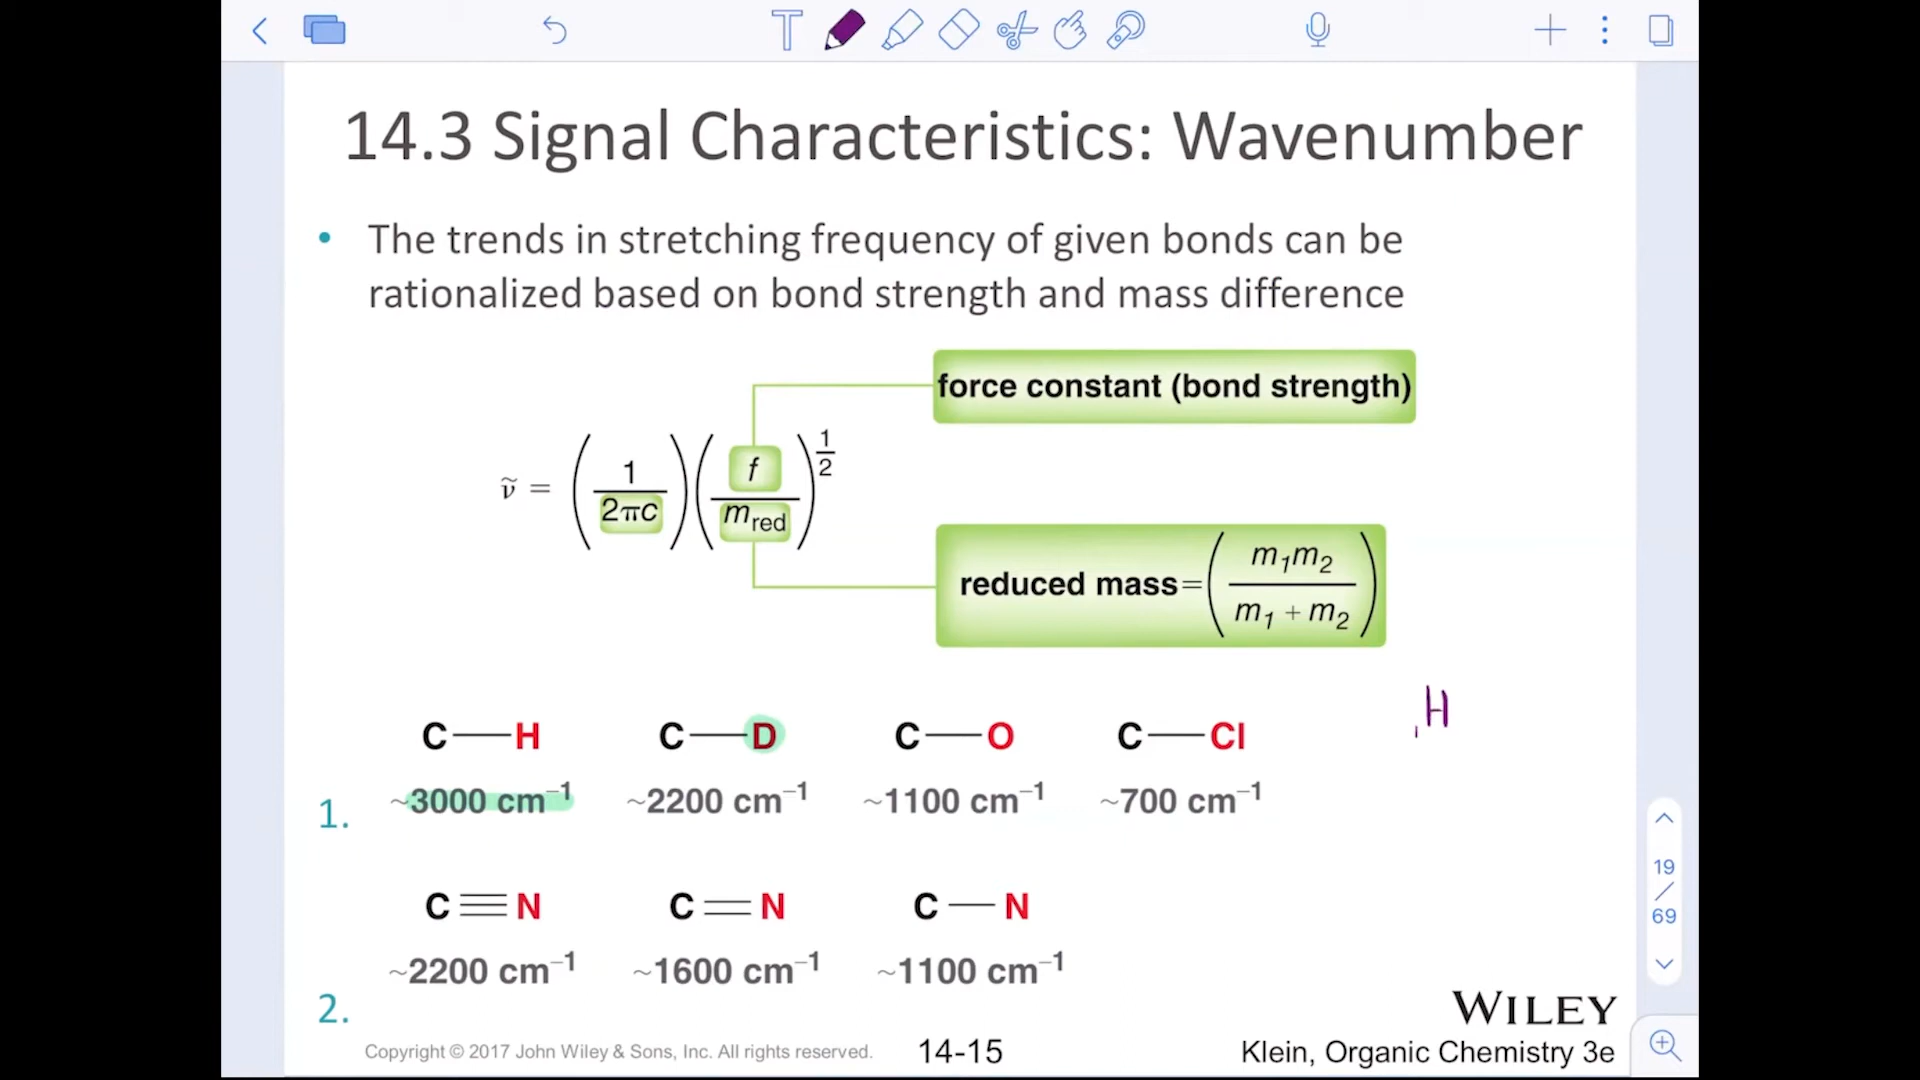 14.3 Signal Characteristics: Wavenumber
• The trends in stretching frequency of given bonds can be
rationalized based on bond strength and mass difference
force constant (bond strength)
ṽ = (1/2πc)(f/m_red)^1/2
reduced mass=(m₁m₂/m₁ + m₂)
H
C—H C—D C—O C—Cl
1. ~3000 cm⁻¹ ~2200 cm⁻¹ ~1100 cm⁻¹ ~700 cm⁻¹
C≡N C=N C—N
~2200 cm⁻¹ ~1600 cm⁻¹ ~1100 cm⁻¹
2.
19
/
69
WILEY
Copyright © 2017 John Wiley & Sons, Inc. All rights reserved. 14-15 Klein, Organic Chemistry 3e